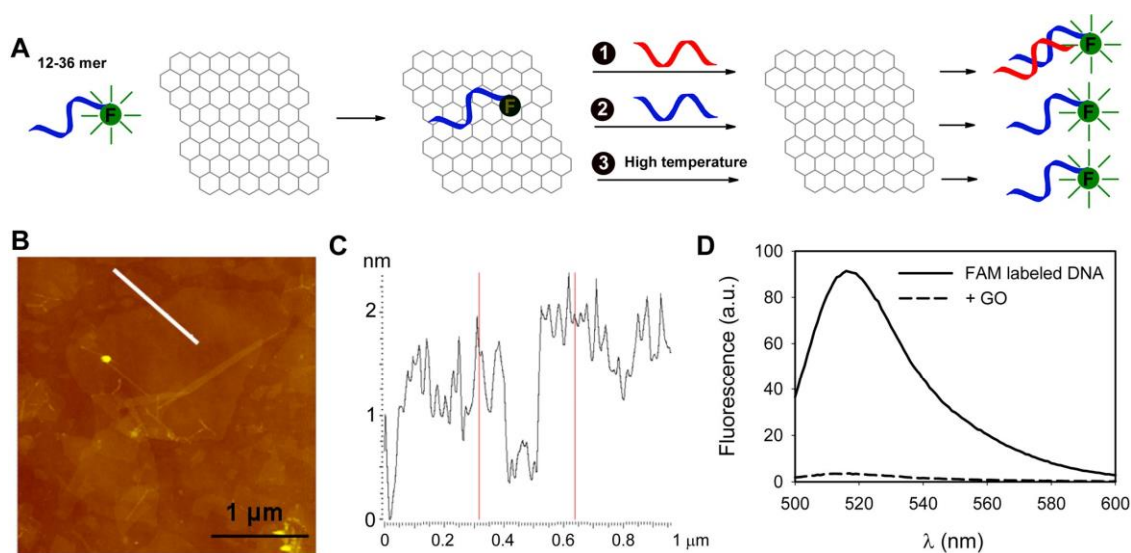 A
12-36 mer
F
F
1
2
3 High temperature
F
F
F
B
1 µm
C
nm
2
1
0
0 0.2 0.4 0.6 0.8 1 µm
D
100
80
60
40
20
0
FAM labeled DNA
+ GO
Fluorescence (a.u.)
500 520 540 560 580 600
λ (nm)